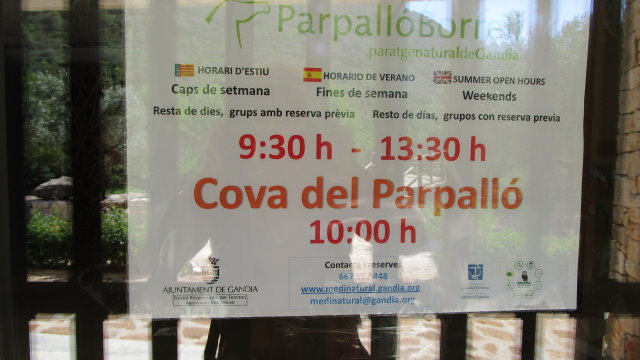 ParpallóBorrell
paratgenaturaldeGandia
HORARI D'ESTIU
HORARIO DE VERANO
SUMMER OPEN HOURS
Caps de setmana
Fines de semana
Weekends
Resta de dies, grups amb reserva prèvia
Resto de días, grupos con reserva previa
9:30 h - 13:30 h
Cova del Parpalló
10:00 h
Contacte i reserves
448
www.medinatural.gandia.org
medinatural@gandia.org
AJUNTAMENT DE GANDIA